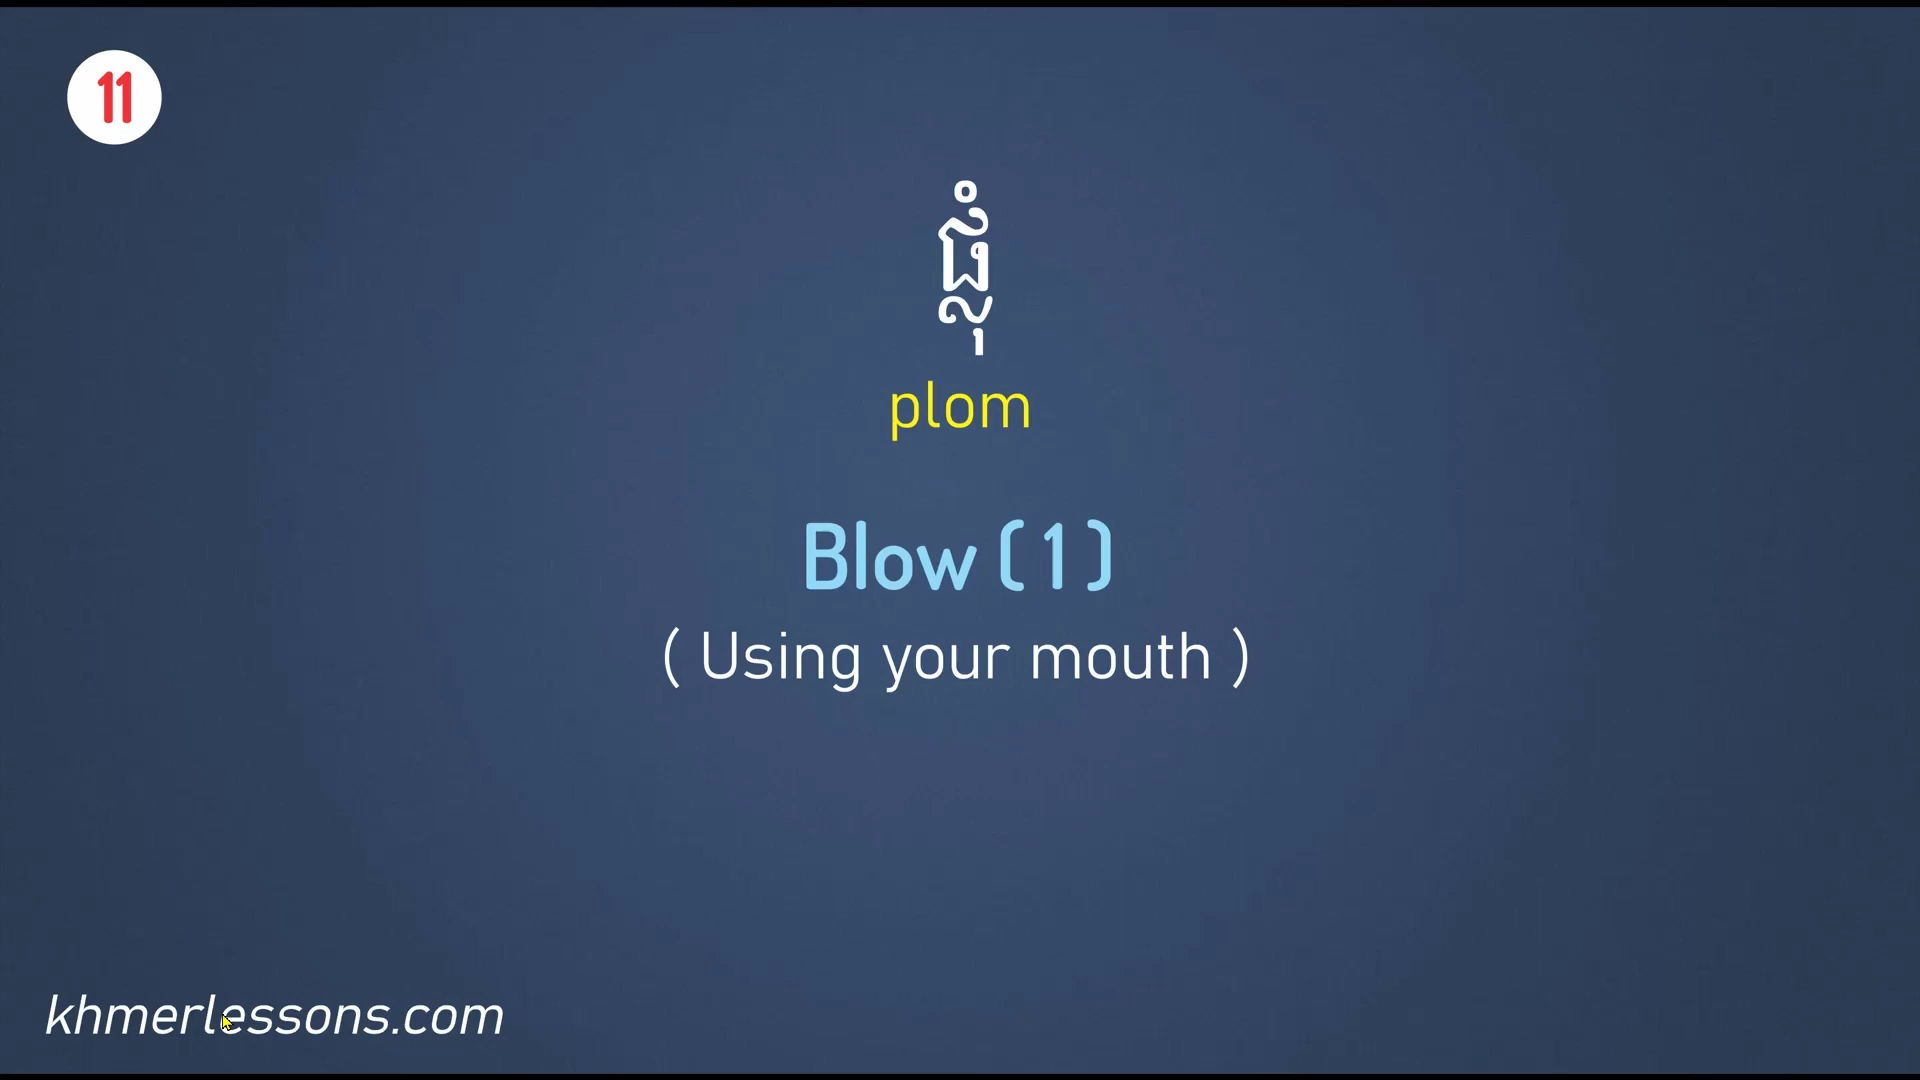 11
ផ្លុំ
plom
Blow ( 1 )
( Using your mouth )
khmerlessons.com